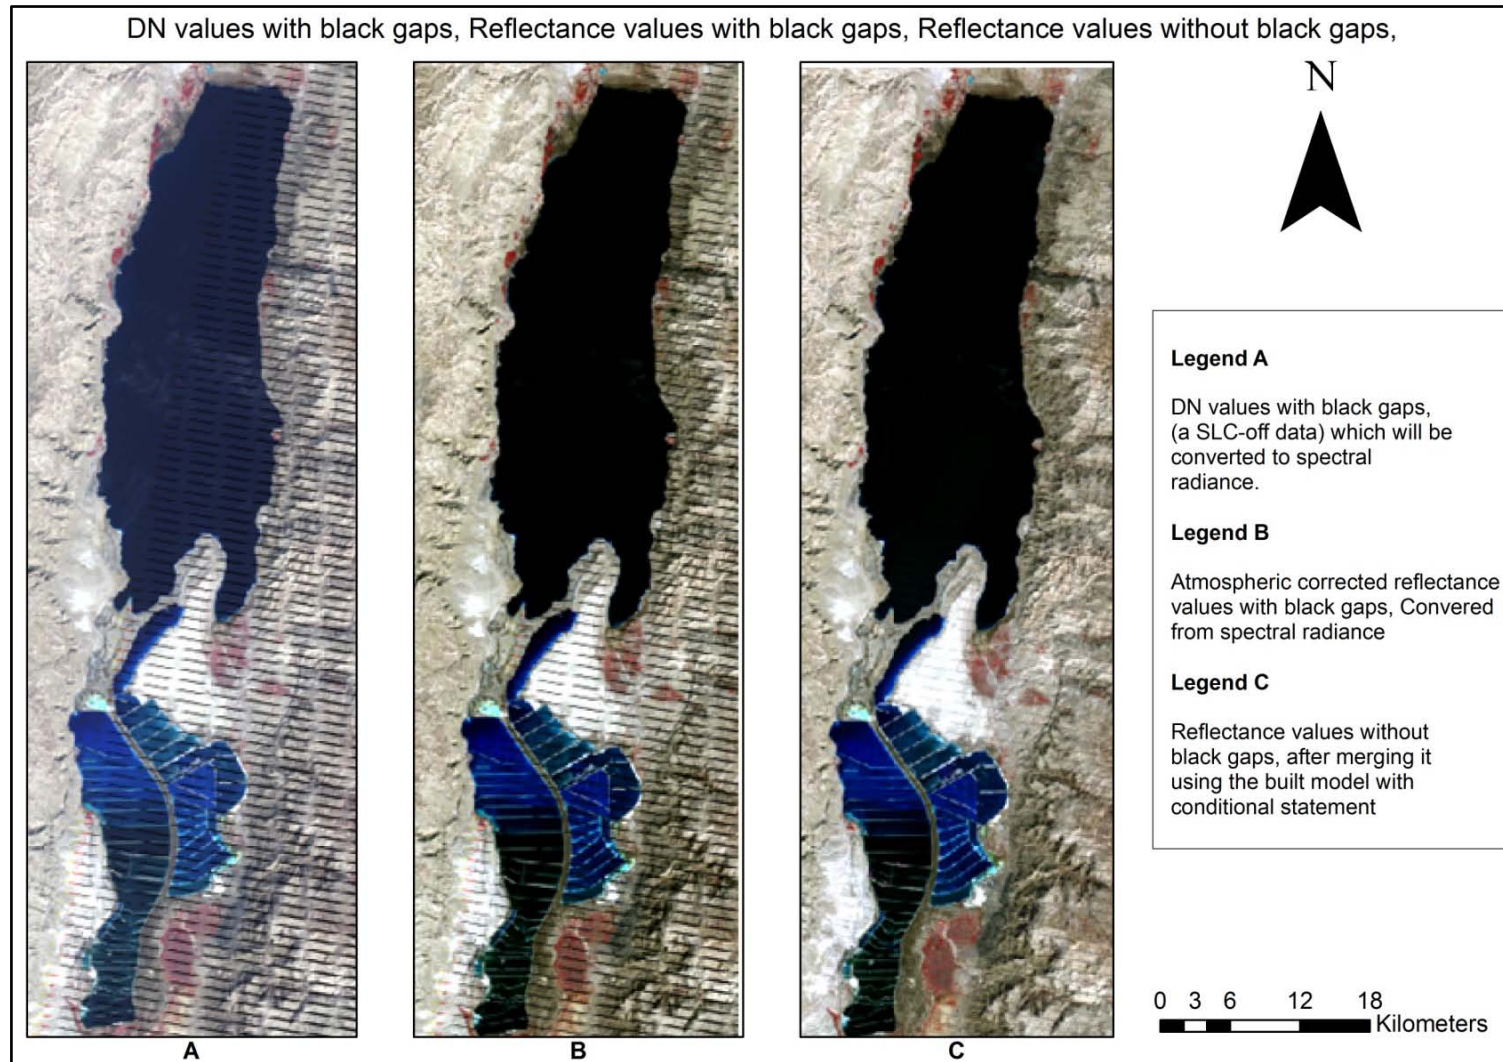 DN values with black gaps, Reflectance values with black gaps, Reflectance values without black gaps,
N
Legend A
DN values with black gaps,
(a SLC-off data) which will be
converted to spectral
radiance.
Legend B
Atmospheric corrected reflectance
values with black gaps, Convered
from spectral radiance
Legend C
Reflectance values without
black gaps, after merging it
using the built model with
conditional statement
0 3 6 12 18
Kilometers
A B C